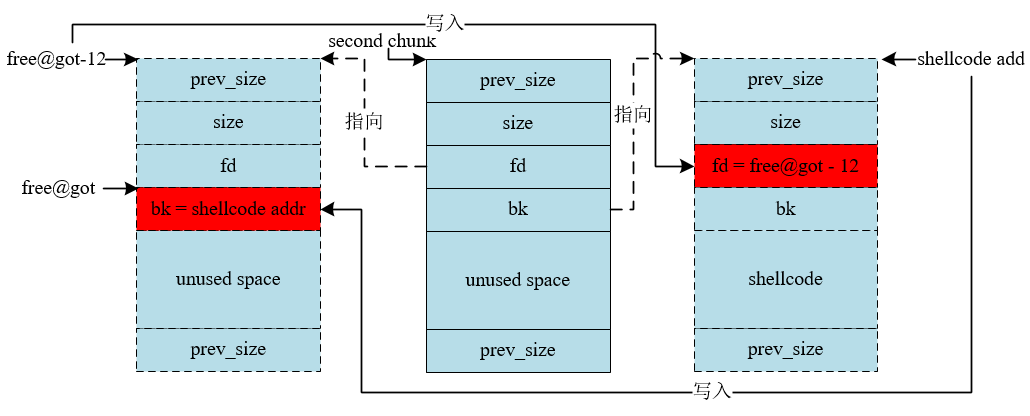 写入
second chunk
free@got-12
shellcode add
prev_size
size
fd
free@got
bk = shellcode addr
unused space
prev_size
指向
prev_size
size
fd
bk
unused space
prev_size
指向
prev_size
size
fd = free@got - 12
bk
shellcode
prev_size
写入